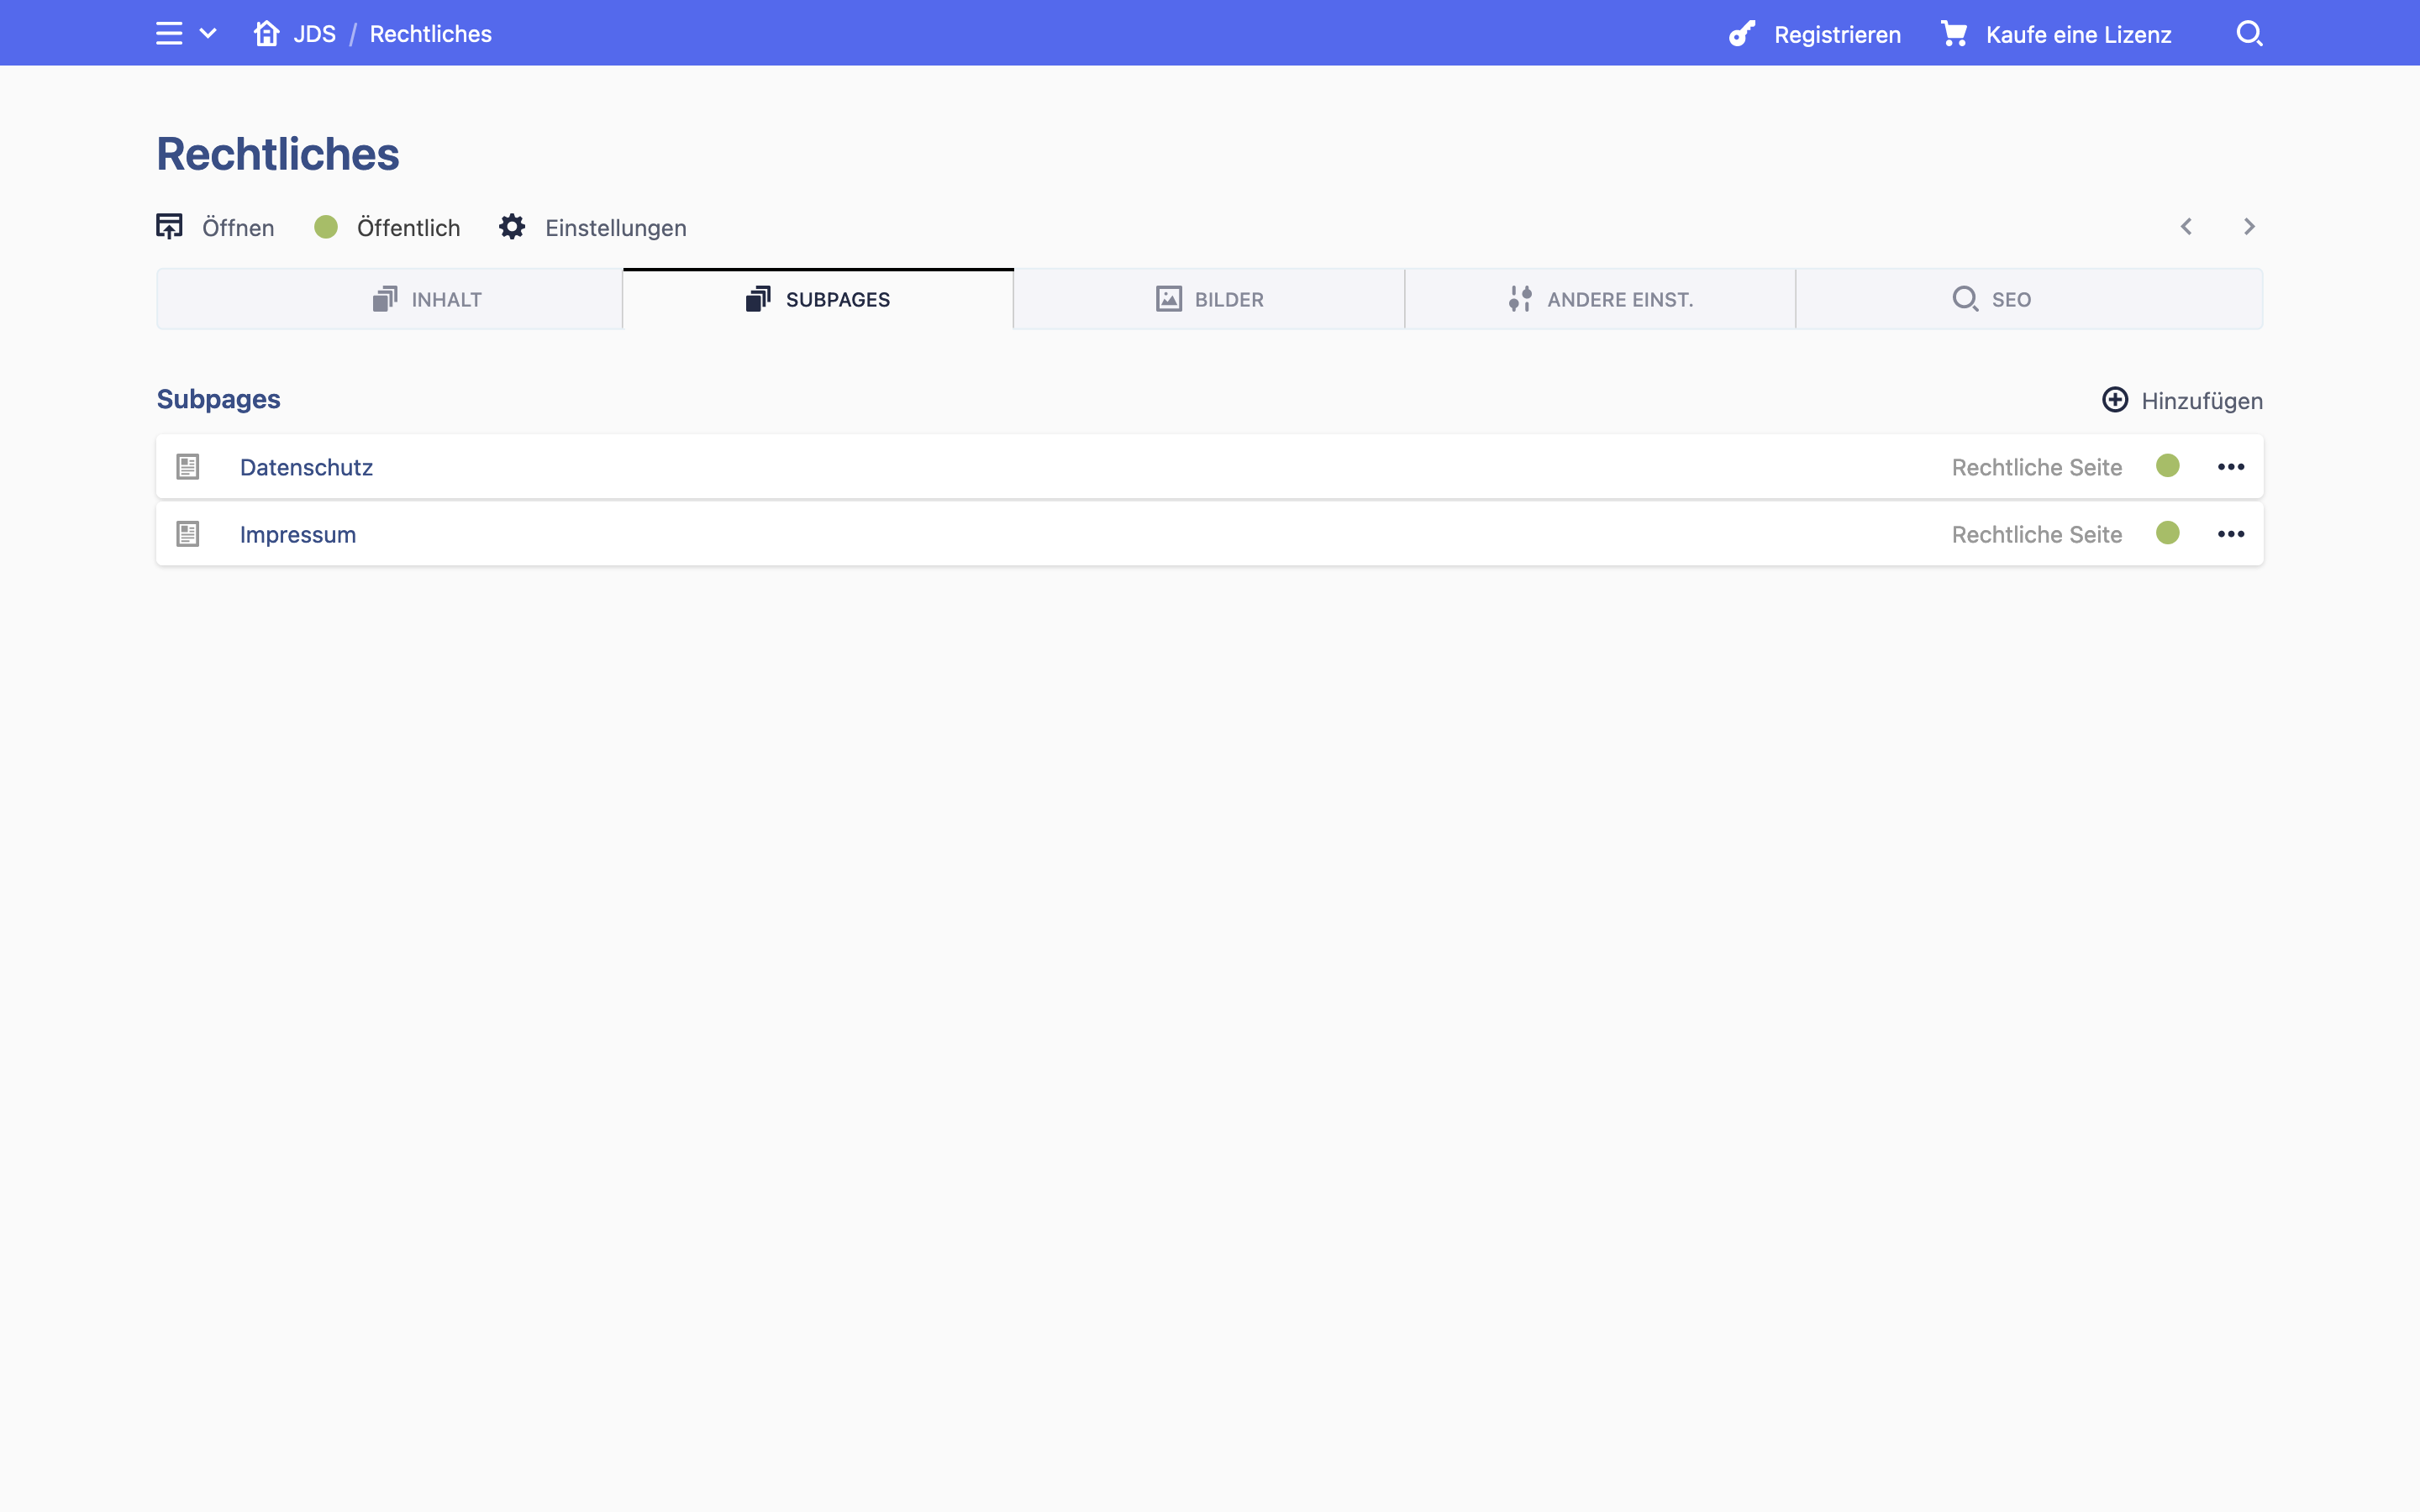 JDS / Rechtliches
Registrieren
Kaufe eine Lizenz
Rechtliches
Öffnen
Öffentlich
Einstellungen
INHALT
SUBPAGES
BILDER
ANDERE EINST.
SEO
Subpages
Hinzufügen
Datenschutz
Rechtliche Seite
Impressum
Rechtliche Seite